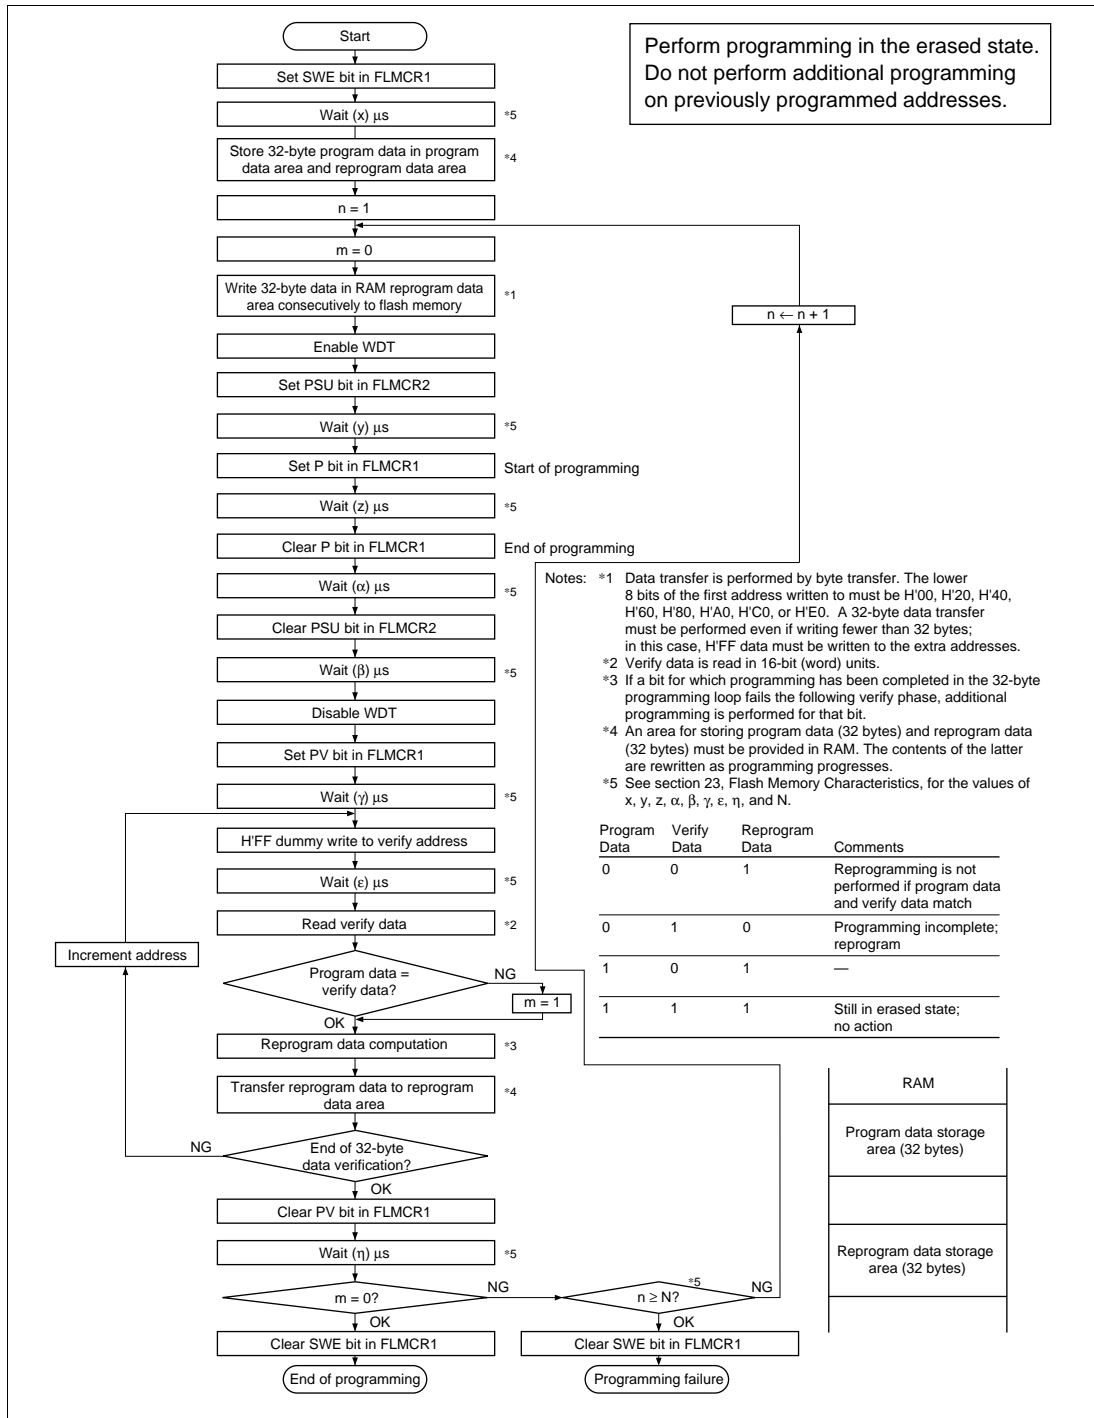 Start
Perform programming in the erased state.
Do not perform additional programming
on previously programmed addresses.
Set SWE bit in FLMCR1
Wait (x) μs
*5
Store 32-byte program data in program
data area and reprogram data area
*4
n = 1
m = 0
Write 32-byte data in RAM reprogram data
area consecutively to flash memory
*1
n ← n + 1
Enable WDT
Set PSU bit in FLMCR2
Wait (y) μs
*5
Set P bit in FLMCR1
Start of programming
Wait (z) μs
*5
Clear P bit in FLMCR1
End of programming
Wait (α) μs
*5
Clear PSU bit in FLMCR2
Wait (β) μs
*5
Disable WDT
Set PV bit in FLMCR1
Wait (γ) μs
*5
H'FF dummy write to verify address
Wait (ε) μs
*5
Read verify data
*2
Increment address
Program data =
verify data?
NG
m = 1
OK
Reprogram data computation
*3
Transfer reprogram data to reprogram
data area
*4
NG
End of 32-byte
data verification?
OK
Clear PV bit in FLMCR1
Wait (η) μs
*5
m = 0?
NG
*5
n ≥ N?
NG
OK
OK
Clear SWE bit in FLMCR1
Clear SWE bit in FLMCR1
End of programming
Programming failure
Notes: *1 Data transfer is performed by byte transfer. The lower
8 bits of the first address written to must be H'00, H'20, H'40,
H'60, H'80, H'A0, H'C0, or H'E0. A 32-byte data transfer
must be performed even if writing fewer than 32 bytes;
in this case, H'FF data must be written to the extra addresses.
*2 Verify data is read in 16-bit (word) units.
*3 If a bit for which programming has been completed in the 32-byte
programming loop fails the following verify phase, additional
programming is performed for that bit.
*4 An area for storing program data (32 bytes) and reprogram data
(32 bytes) must be provided in RAM. The contents of the latter
are rewritten as programming progresses.
*5 See section 23, Flash Memory Characteristics, for the values of
x, y, z, α, β, γ, ε, η, and N.
Program Verify Reprogram
Data Data Data Comments
0 0 1 Reprogramming is not
performed if program data
and verify data match
0 1 0 Programming incomplete;
reprogram
1 0 1 —
1 1 1 Still in erased state;
no action
RAM
Program data storage
area (32 bytes)
Reprogram data storage
area (32 bytes)